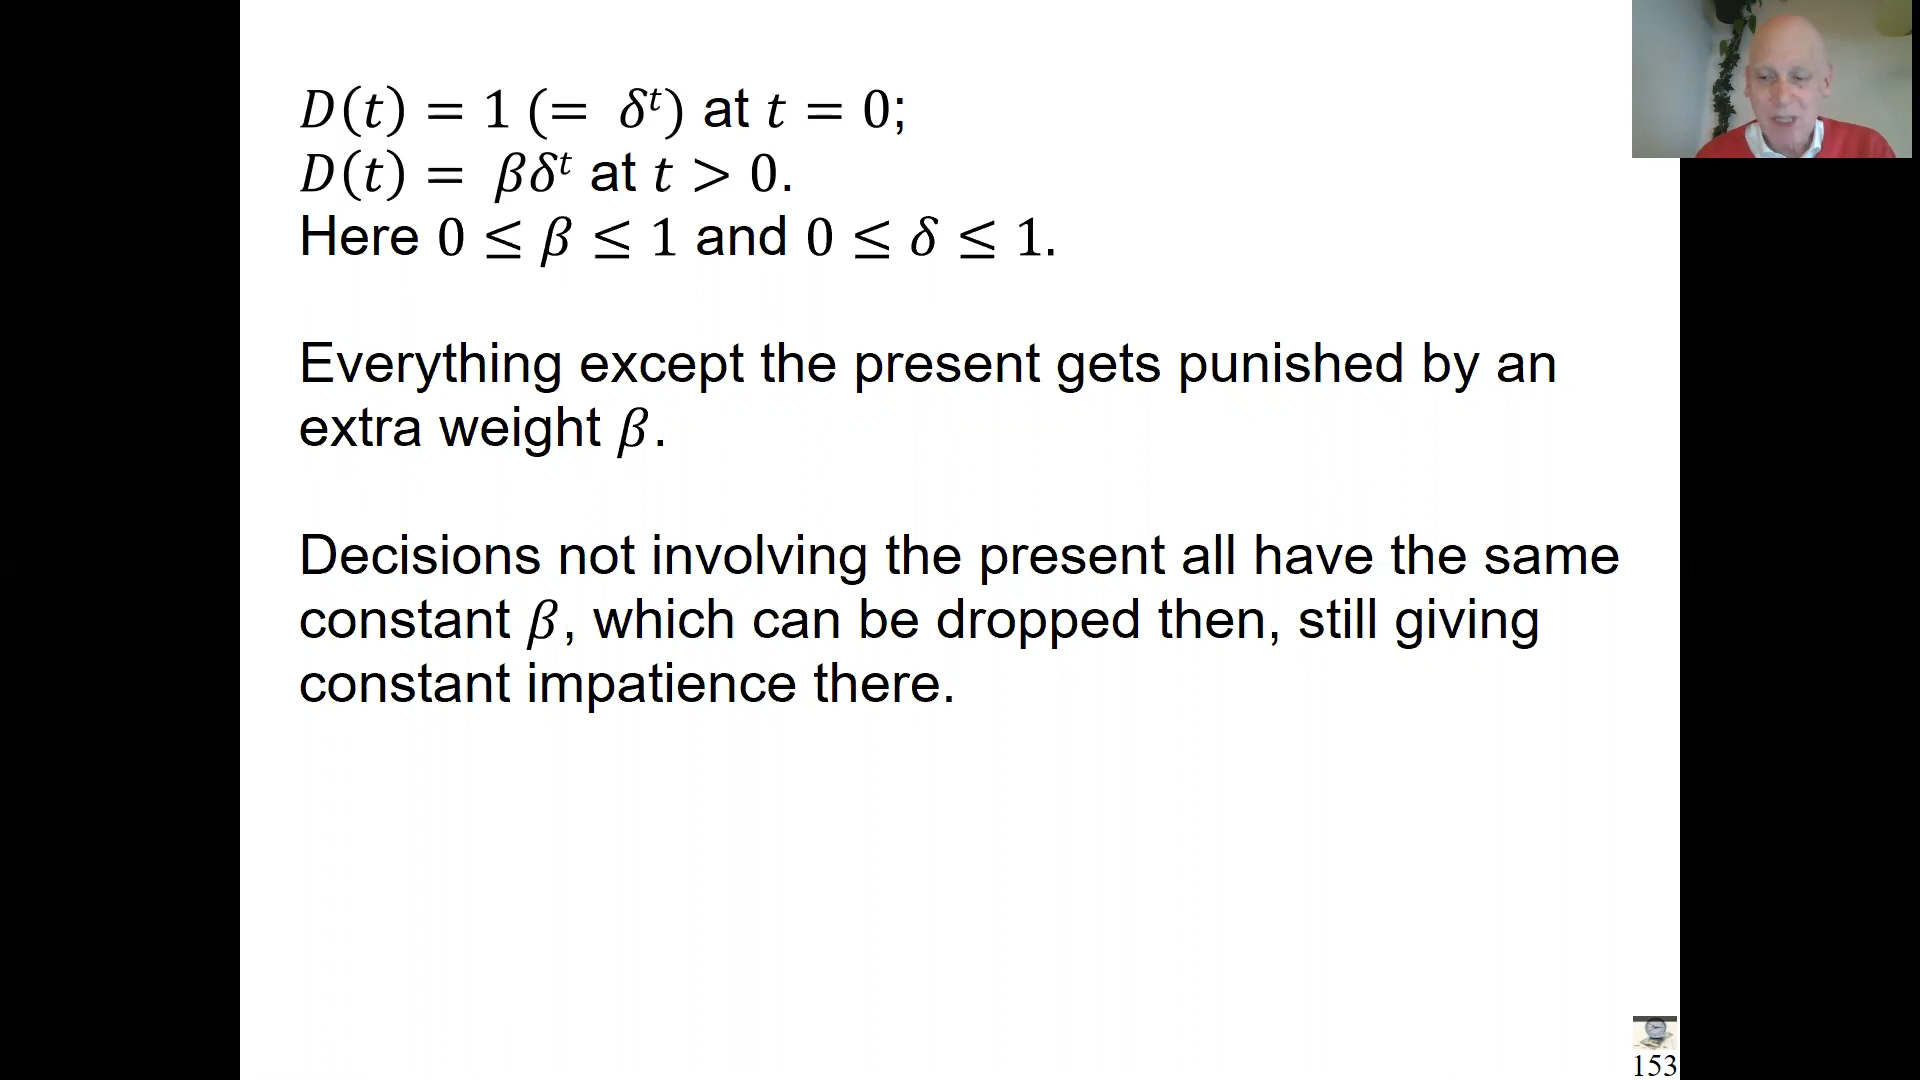 D(t) = 1 (= δᵗ) at t = 0;
D(t) = βδᵗ at t > 0.
Here 0 ≤ β ≤ 1 and 0 ≤ δ ≤ 1.
Everything except the present gets punished by an
extra weight β.
Decisions not involving the present all have the same
constant β, which can be dropped then, still giving
constant impatience there.
153